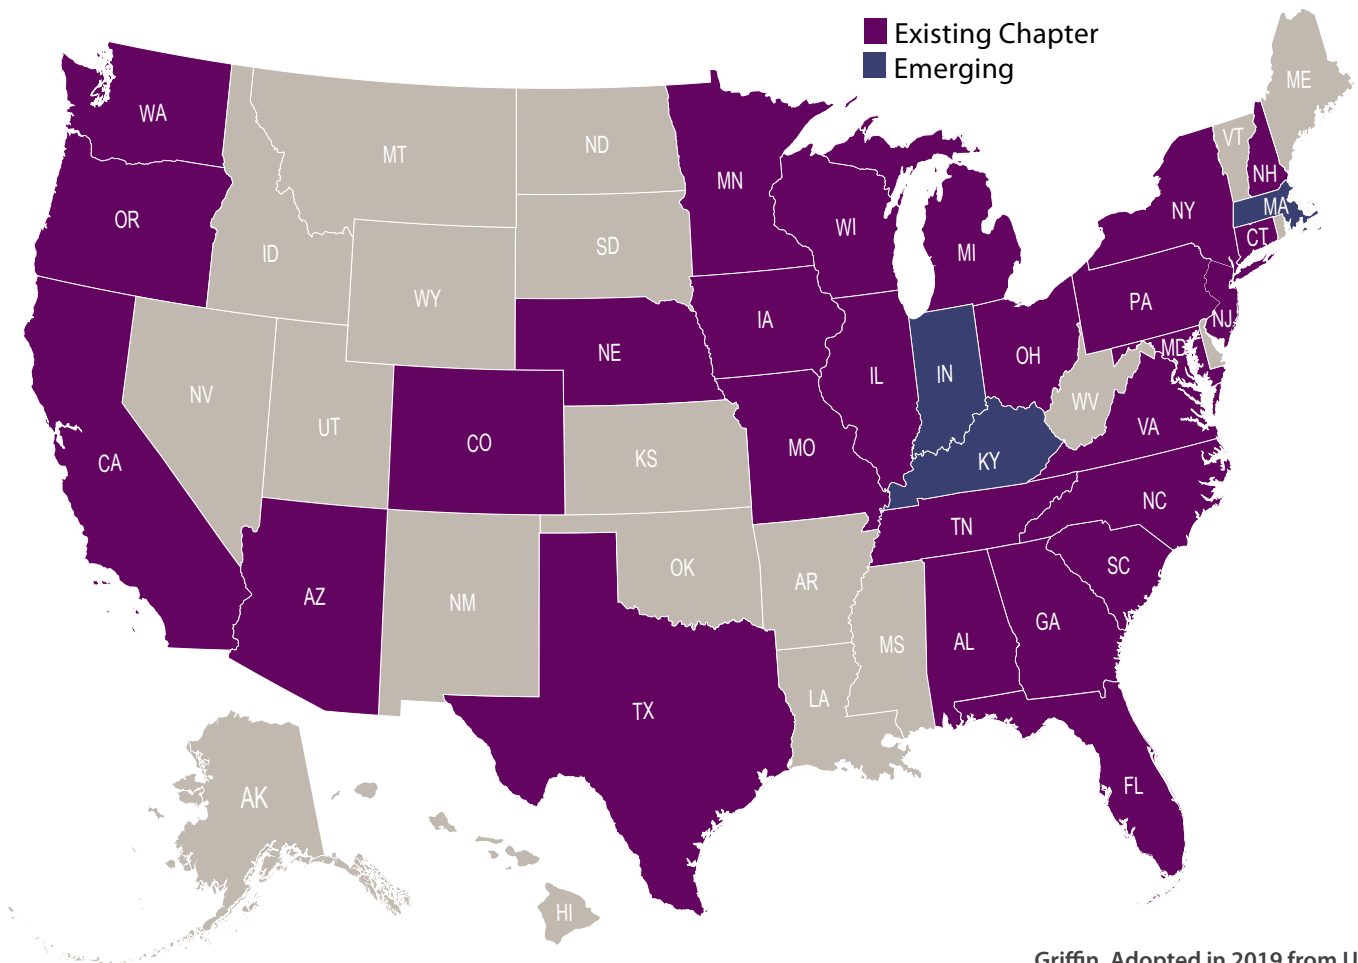 Existing Chapter
Emerging
ME
WA
VT
ND
MT
NH
MN
MA
NY
OR
WI
CT
SD
MI
ID
WY
PA
NJ
IA
MD
NE
OH
IN
IL
NV
WV
UT
VA
CO
MO
KS
KY
CA
NC
TN
SC
OK
AR
AZ
NM
GA
AL
MS
LA
TX
FL
AK
HI
Griffin. Adopted in 2019 from U